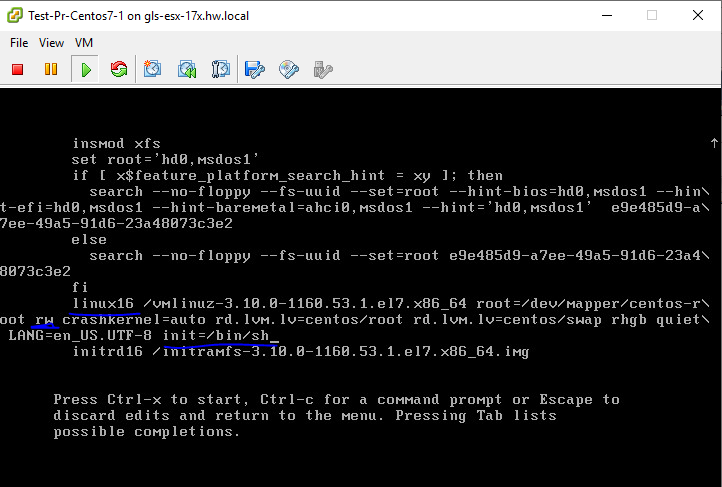 Test-Pr-Centos7-1 on gls-esx-17x.hw.local
File View VM
insmod xfs
set root='hd0,msdos1'
if [ x$feature_platform_search_hint = xy ]; then
search --no-floppy --fs-uuid --set=root --hint-bios=hd0,msdos1 --hin\
t-efi=hd0,msdos1 --hint-baremetal=ahci0,msdos1 --hint='hd0,msdos1' e9e485d9-a\
7ee-49a5-91d6-23a48073c3e2
else
search --no-floppy --fs-uuid --set=root e9e485d9-a7ee-49a5-91d6-23a4\
8073c3e2
fi
linux16 /vmlinuz-3.10.0-1160.53.1.el7.x86_64 root=/dev/mapper/centos-r\
oot rw crashkernel=auto rd.lvm.lv=centos/root rd.lvm.lv=centos/swap rhgb quiet\
LANG=en_US.UTF-8 init=/bin/sh_
initrd16 /initramfs-3.10.0-1160.53.1.el7.x86_64.img
Press Ctrl-x to start, Ctrl-c for a command prompt or Escape to
discard edits and return to the menu. Pressing Tab lists
possible completions.